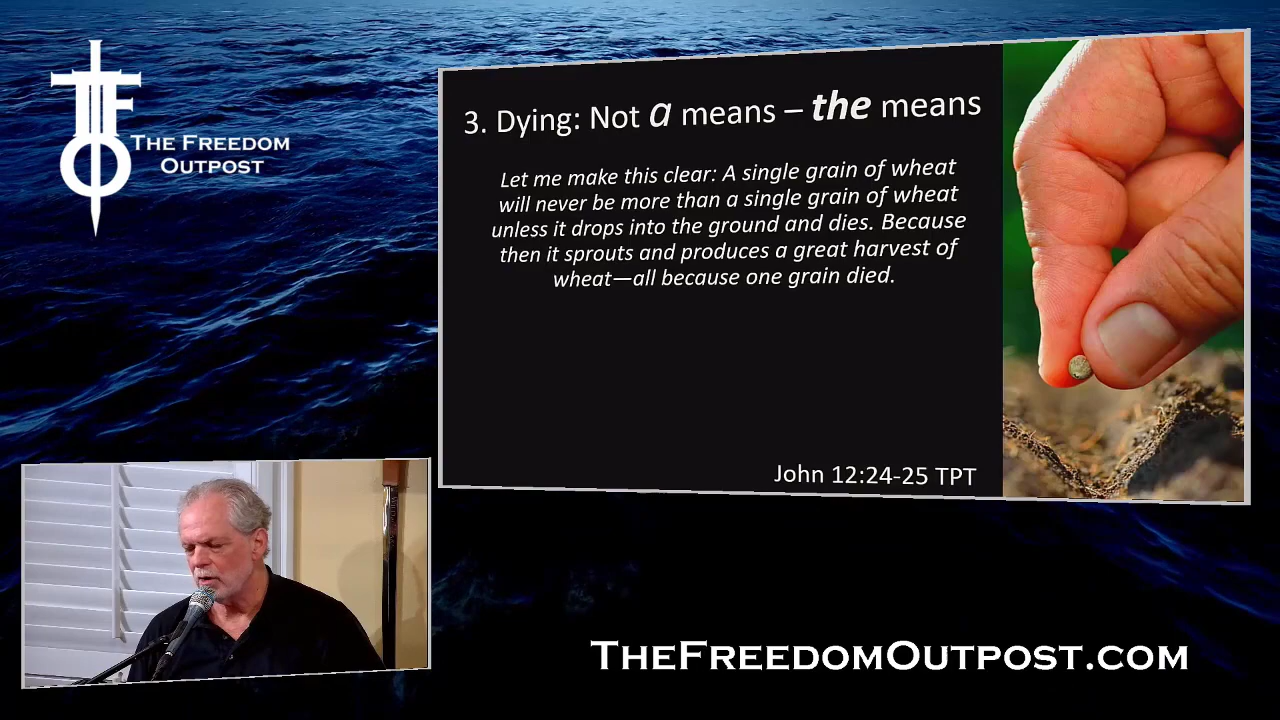 THE FREEDOM
OUTPOST
3. Dying: Not a means – the means
Let me make this clear: A single grain of wheat
will never be more than a single grain of wheat
unless it drops into the ground and dies. Because
then it sprouts and produces a great harvest of
wheat—all because one grain died.
John 12:24-25 TPT
THEFREEDOMOUTPOST.COM